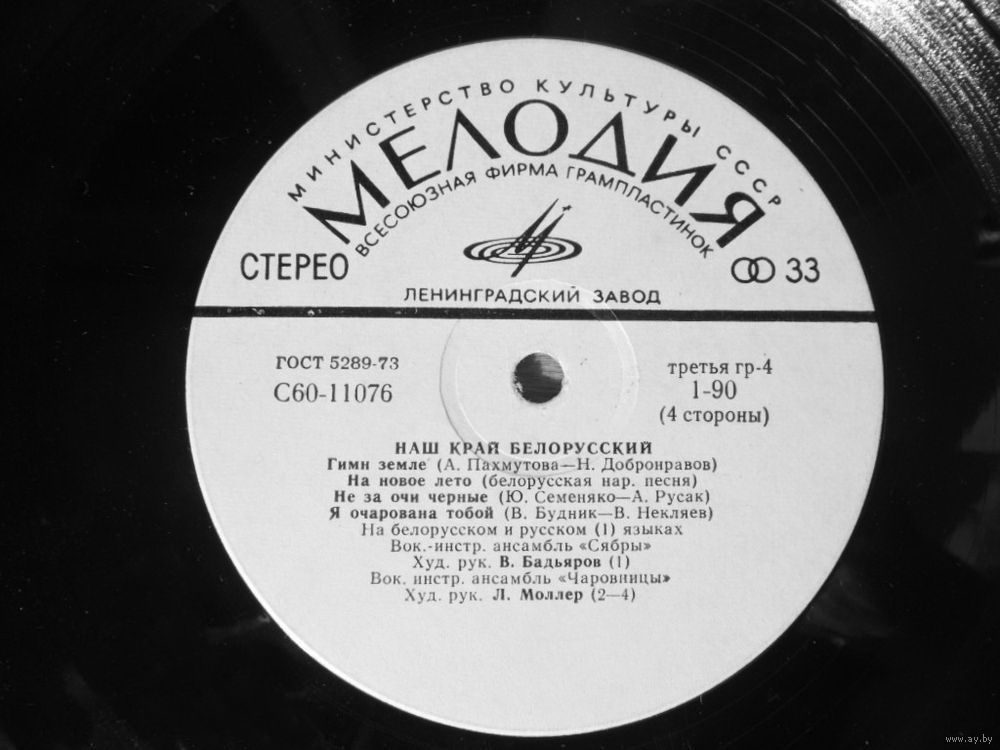 МИНИСТЕРСТВО КУЛЬТУРЫ СССР
МЕЛОДИЯ
ВСЕСОЮЗНАЯ ФИРМА ГРАМПЛАСТИНОК
СТЕРЕО
33
ЛЕНИНГРАДСКИЙ ЗАВОД
ГОСТ 5289-73
С60-11076
третья гр-4
1-90
(4 стороны)
НАШ КРАЙ БЕЛОРУССКИЙ
Гимн земле (А. Пахмутова—Н. Добронравов)
На новое лето (белорусская нар. песня)
Не за очи черные (Ю. Семеняко—А. Русак)
Я очарована тобой (В. Будник—В. Некляев)
На белорусском и русском (1) языках
Вок.-инстр. ансамбль «Сябры»
Худ. рук. В. Бадьяров (1)
Вок. инстр. ансамбль «Чаровницы»
Худ. рук. Л. Моллер (2—4)
www.ay.by